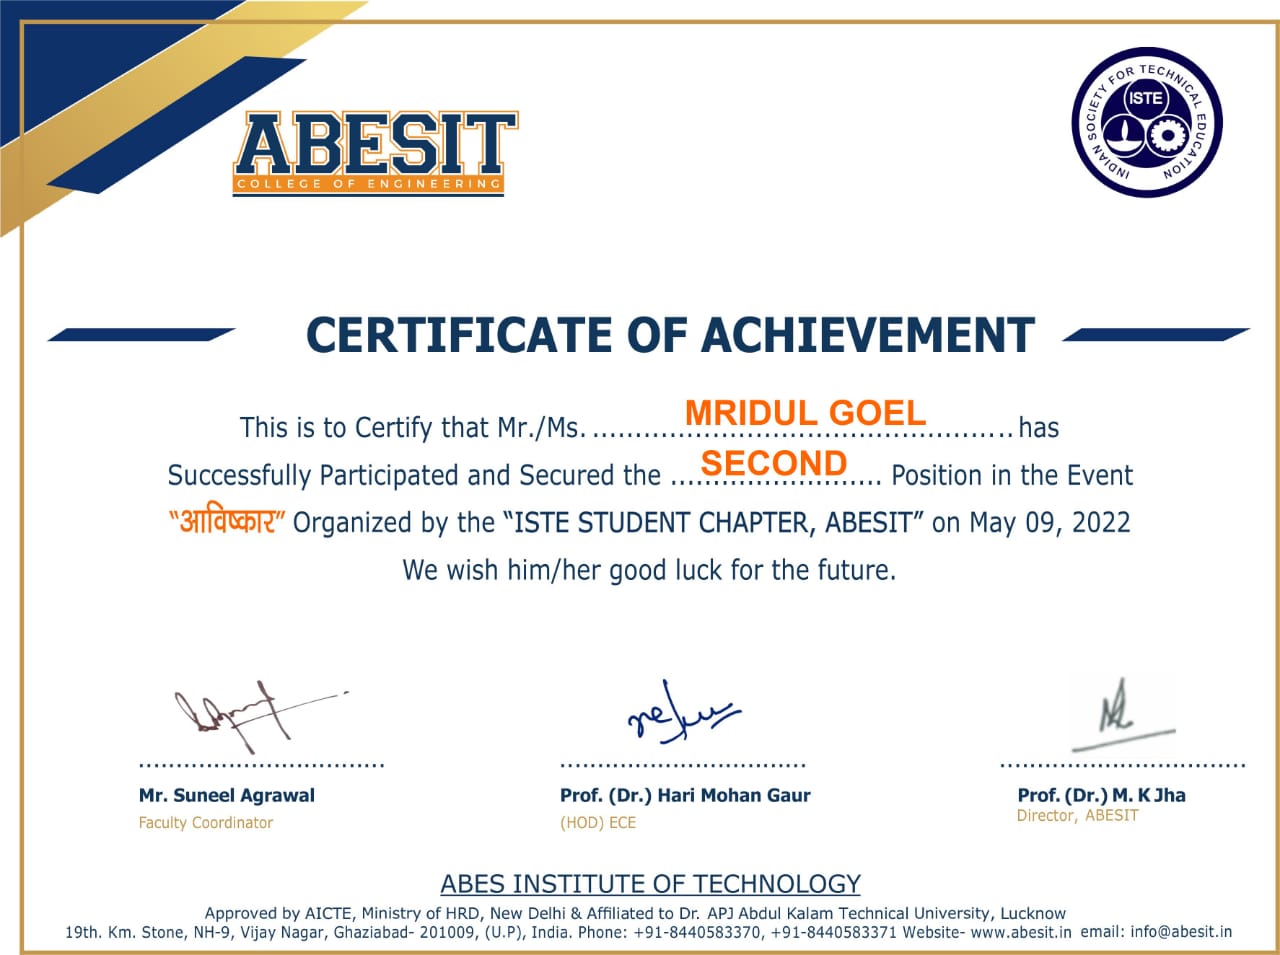 ABESIT
COLLEGE OF ENGINEERING
INDIAN SOCIETY FOR TECHNICAL EDUCATION
ISTE
CERTIFICATE OF ACHIEVEMENT
This is to Certify that Mr./Ms. MRIDUL GOEL has
Successfully Participated and Secured the SECOND Position in the Event
“आविष्कार” Organized by the “ISTE STUDENT CHAPTER, ABESIT” on May 09, 2022
We wish him/her good luck for the future.
Mr. Suneel Agrawal
Faculty Coordinator
Prof. (Dr.) Hari Mohan Gaur
(HOD) ECE
Prof. (Dr.) M. K Jha
Director, ABESIT
ABES INSTITUTE OF TECHNOLOGY
Approved by AICTE, Ministry of HRD, New Delhi & Affiliated to Dr. APJ Abdul Kalam Technical University, Lucknow
19th. Km. Stone, NH-9, Vijay Nagar, Ghaziabad- 201009, (U.P), India. Phone: +91-8440583370, +91-8440583371 Website- www.abesit.in email: info@abesit.in